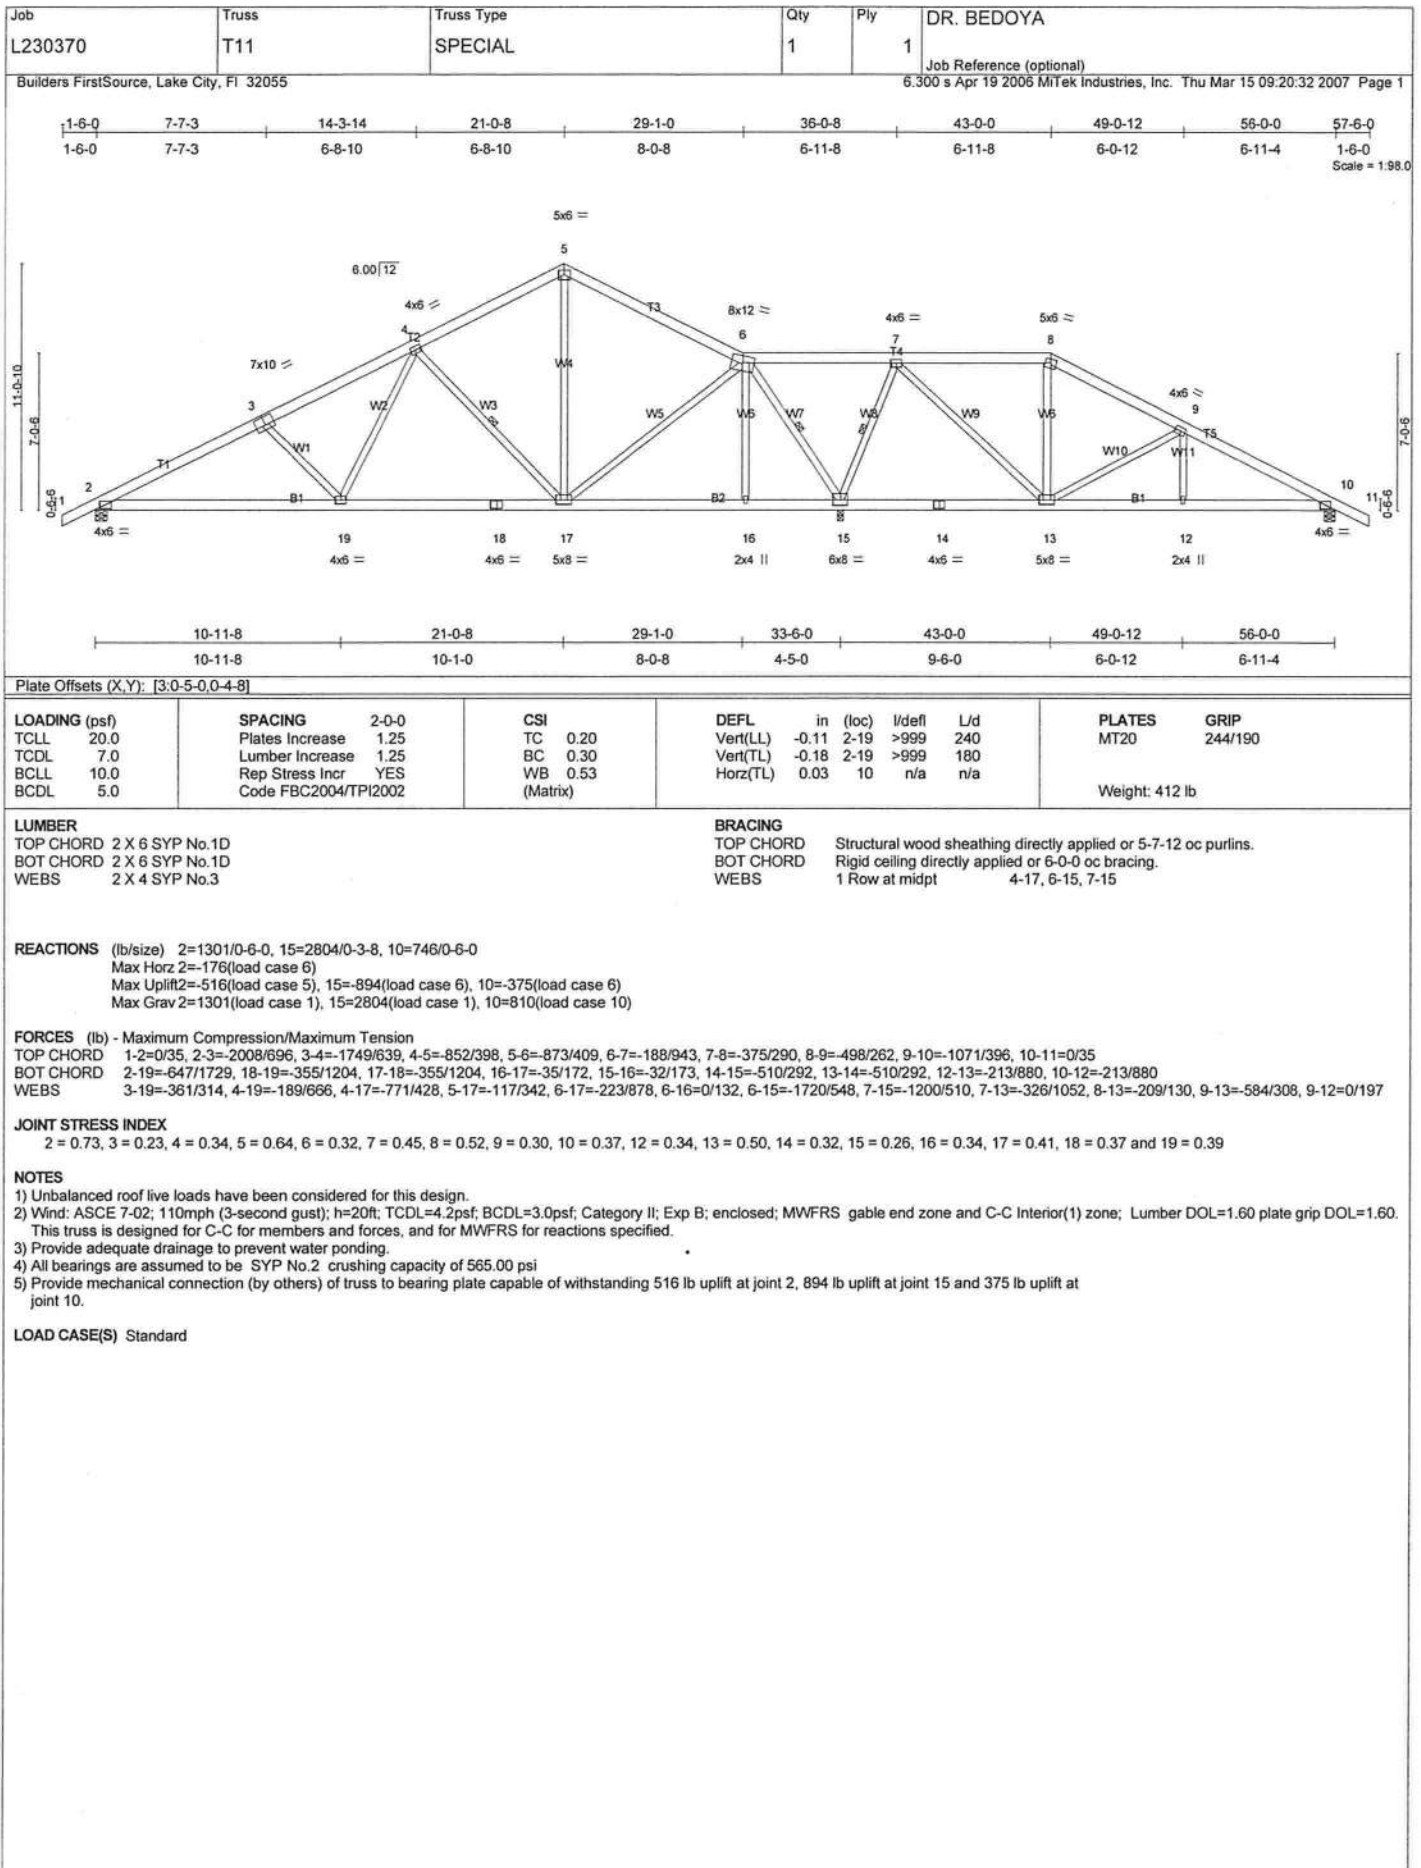 Job Truss Truss Type Qty Ply DR. BEDOYA
L230370 T11 SPECIAL 1 1
Job Reference (optional)
Builders FirstSource, Lake City, Fl 32055 6.300 s Apr 19 2006 MiTek Industries, Inc. Thu Mar 15 09:20:32 2007 Page 1
-1-6-0 7-7-3 14-3-14 21-0-8 29-1-0 36-0-8 43-0-0 49-0-12 56-0-0 57-6-0
1-6-0 7-7-3 6-8-10 6-8-10 8-0-8 6-11-8 6-11-8 6-0-12 6-11-4 1-6-0
Scale = 1:98.0
5x6 =
5
6.00 12
4x6
8x12
4x6
5x6
4 T2 T3 6 7 T4 8
7x10
4x6
3 9 T5
W1 W2 W3 W4 W5 W6 W7 W8 W9 W6 W10 W11
11-0-10
7-0-6
0-6-6
7-0-6
0-6-6
1 2 T1 B1 B2 B1 10 11
4x6 = 4x6 =
19 18 17 16 15 14 13 12
4x6 = 4x6 = 5x8 = 2x4 || 6x8 = 4x6 = 5x8 = 2x4 ||
10-11-8 21-0-8 29-1-0 33-6-0 43-0-0 49-0-12 56-0-0
10-11-8 10-1-0 8-0-8 4-5-0 9-6-0 6-0-12 6-11-4
Plate Offsets (X,Y): [3:0-5-0,0-4-8]
LOADING (psf) SPACING 2-0-0 CSI DEFL in (loc) l/defl L/d PLATES GRIP
TCLL 20.0 Plates Increase 1.25 TC 0.20 Vert(LL) -0.11 2-19 >999 240 MT20 244/190
TCDL 7.0 Lumber Increase 1.25 BC 0.30 Vert(TL) -0.18 2-19 >999 180
BCLL 10.0 Rep Stress Incr YES WB 0.53 Horz(TL) 0.03 10 n/a n/a
BCDL 5.0 Code FBC2004/TPI2002 (Matrix) Weight: 412 lb
LUMBER
TOP CHORD 2 X 6 SYP No.1D
BOT CHORD 2 X 6 SYP No.1D
WEBS 2 X 4 SYP No.3
BRACING
TOP CHORD Structural wood sheathing directly applied or 5-7-12 oc purlins.
BOT CHORD Rigid ceiling directly applied or 6-0-0 oc bracing.
WEBS 1 Row at midpt 4-17, 6-15, 7-15
REACTIONS (lb/size) 2=1301/0-6-0, 15=2804/0-3-8, 10=746/0-6-0
Max Horz 2=-176(load case 6)
Max Uplift2=-516(load case 5), 15=-894(load case 6), 10=-375(load case 6)
Max Grav 2=1301(load case 1), 15=2804(load case 1), 10=810(load case 10)
FORCES (lb) - Maximum Compression/Maximum Tension
TOP CHORD 1-2=0/35, 2-3=-2008/696, 3-4=-1749/639, 4-5=-852/398, 5-6=-873/409, 6-7=-188/943, 7-8=-375/290, 8-9=-498/262, 9-10=-1071/396, 10-11=0/35
BOT CHORD 2-19=-647/1729, 18-19=-355/1204, 17-18=-355/1204, 16-17=-35/172, 15-16=-32/173, 14-15=-510/292, 13-14=-510/292, 12-13=-213/880, 10-12=-213/880
WEBS 3-19=-361/314, 4-19=-189/666, 4-17=-771/428, 5-17=-117/342, 6-17=-223/878, 6-16=0/132, 6-15=-1720/548, 7-15=-1200/510, 7-13=-326/1052, 8-13=-209/130, 9-13=-584/308, 9-12=0/197
JOINT STRESS INDEX
2 = 0.73, 3 = 0.23, 4 = 0.34, 5 = 0.64, 6 = 0.32, 7 = 0.45, 8 = 0.52, 9 = 0.30, 10 = 0.37, 12 = 0.34, 13 = 0.50, 14 = 0.32, 15 = 0.26, 16 = 0.34, 17 = 0.41, 18 = 0.37 and 19 = 0.39
NOTES
1) Unbalanced roof live loads have been considered for this design.
2) Wind: ASCE 7-02; 110mph (3-second gust); h=20ft; TCDL=4.2psf; BCDL=3.0psf; Category II; Exp B; enclosed; MWFRS gable end zone and C-C Interior(1) zone; Lumber DOL=1.60 plate grip DOL=1.60.
This truss is designed for C-C for members and forces, and for MWFRS for reactions specified.
3) Provide adequate drainage to prevent water ponding.
4) All bearings are assumed to be SYP No.2 crushing capacity of 565.00 psi
5) Provide mechanical connection (by others) of truss to bearing plate capable of withstanding 516 lb uplift at joint 2, 894 lb uplift at joint 15 and 375 lb uplift at
joint 10.
LOAD CASE(S) Standard